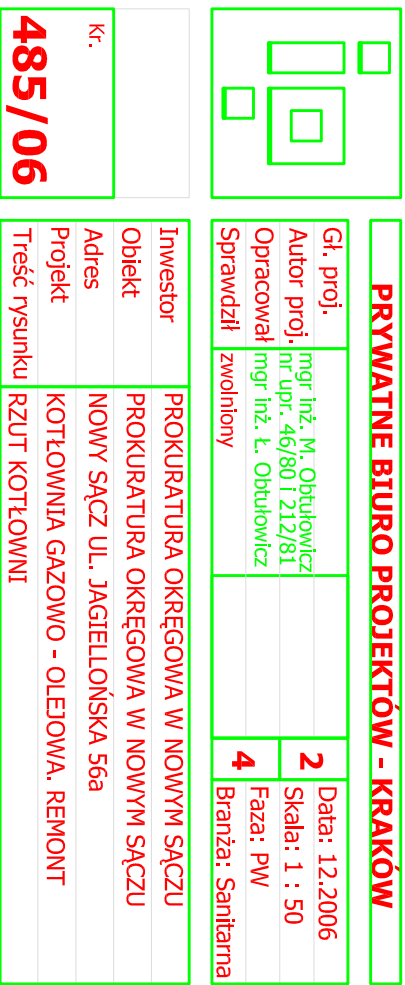 PRYWATNE BIURO PROJEKTÓW - KRAKÓW
Gł. proj.
Autor proj.
mgr inż. M. Obtułowicz
nr upr. 46/80 i 212/81
Opracował
mgr inż. Ł. Obtułowicz
Sprawdził
zwolniony
2
4
Data: 12.2006
Skala: 1 : 50
Faza: PW
Branża: Sanitarna
Kr.
485/06
Inwestor PROKURATURA OKRĘGOWA W NOWYM SĄCZU
Obiekt PROKURATURA OKRĘGOWA W NOWYM SĄCZU
Adres NOWY SĄCZ UL. JAGIELLOŃSKA 56a
Projekt KOTŁOWNIA GAZOWO - OLEJOWA. REMONT
Treść rysunku RZUT KOTŁOWNI